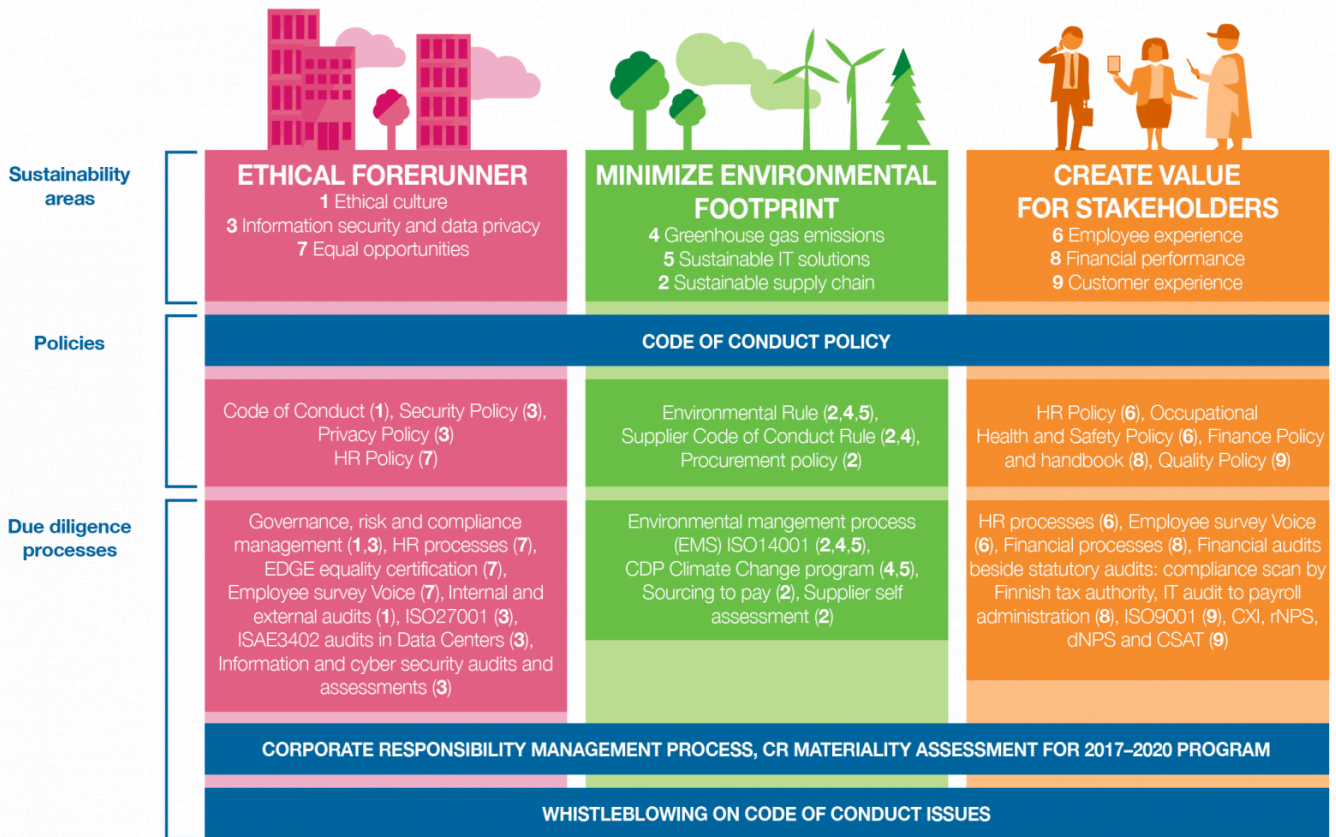 Sustainability
areas
ETHICAL FORERUNNER
1 Ethical culture
3 Information security and data privacy
7 Equal opportunities
MINIMIZE ENVIRONMENTAL
FOOTPRINT
4 Greenhouse gas emissions
5 Sustainable IT solutions
2 Sustainable supply chain
CREATE VALUE
FOR STAKEHOLDERS
6 Employee experience
8 Financial performance
9 Customer experience
Policies
CODE OF CONDUCT POLICY
Code of Conduct (1), Security Policy (3),
Privacy Policy (3)
HR Policy (7)
Environmental Rule (2,4,5),
Supplier Code of Conduct Rule (2,4),
Procurement policy (2)
HR Policy (6), Occupational
Health and Safety Policy (6), Finance Policy
and handbook (8), Quality Policy (9)
Due diligence
processes
Governance, risk and compliance
management (1,3), HR processes (7),
EDGE equality certification (7),
Employee survey Voice (7), Internal and
external audits (1), ISO27001 (3),
ISAE3402 audits in Data Centers (3),
Information and cyber security audits and
assessments (3)
Environmental mangement process
(EMS) ISO14001 (2,4,5),
CDP Climate Change program (4,5),
Sourcing to pay (2), Supplier self
assessment (2)
HR processes (6), Employee survey Voice
(6), Financial processes (8), Financial audits
beside statutory audits: compliance scan by
Finnish tax authority, IT audit to payroll
administration (8), ISO9001 (9), CXI, rNPS,
dNPS and CSAT (9)
CORPORATE RESPONSIBILITY MANAGEMENT PROCESS, CR MATERIALITY ASSESSMENT FOR 2017–2020 PROGRAM
WHISTLEBLOWING ON CODE OF CONDUCT ISSUES